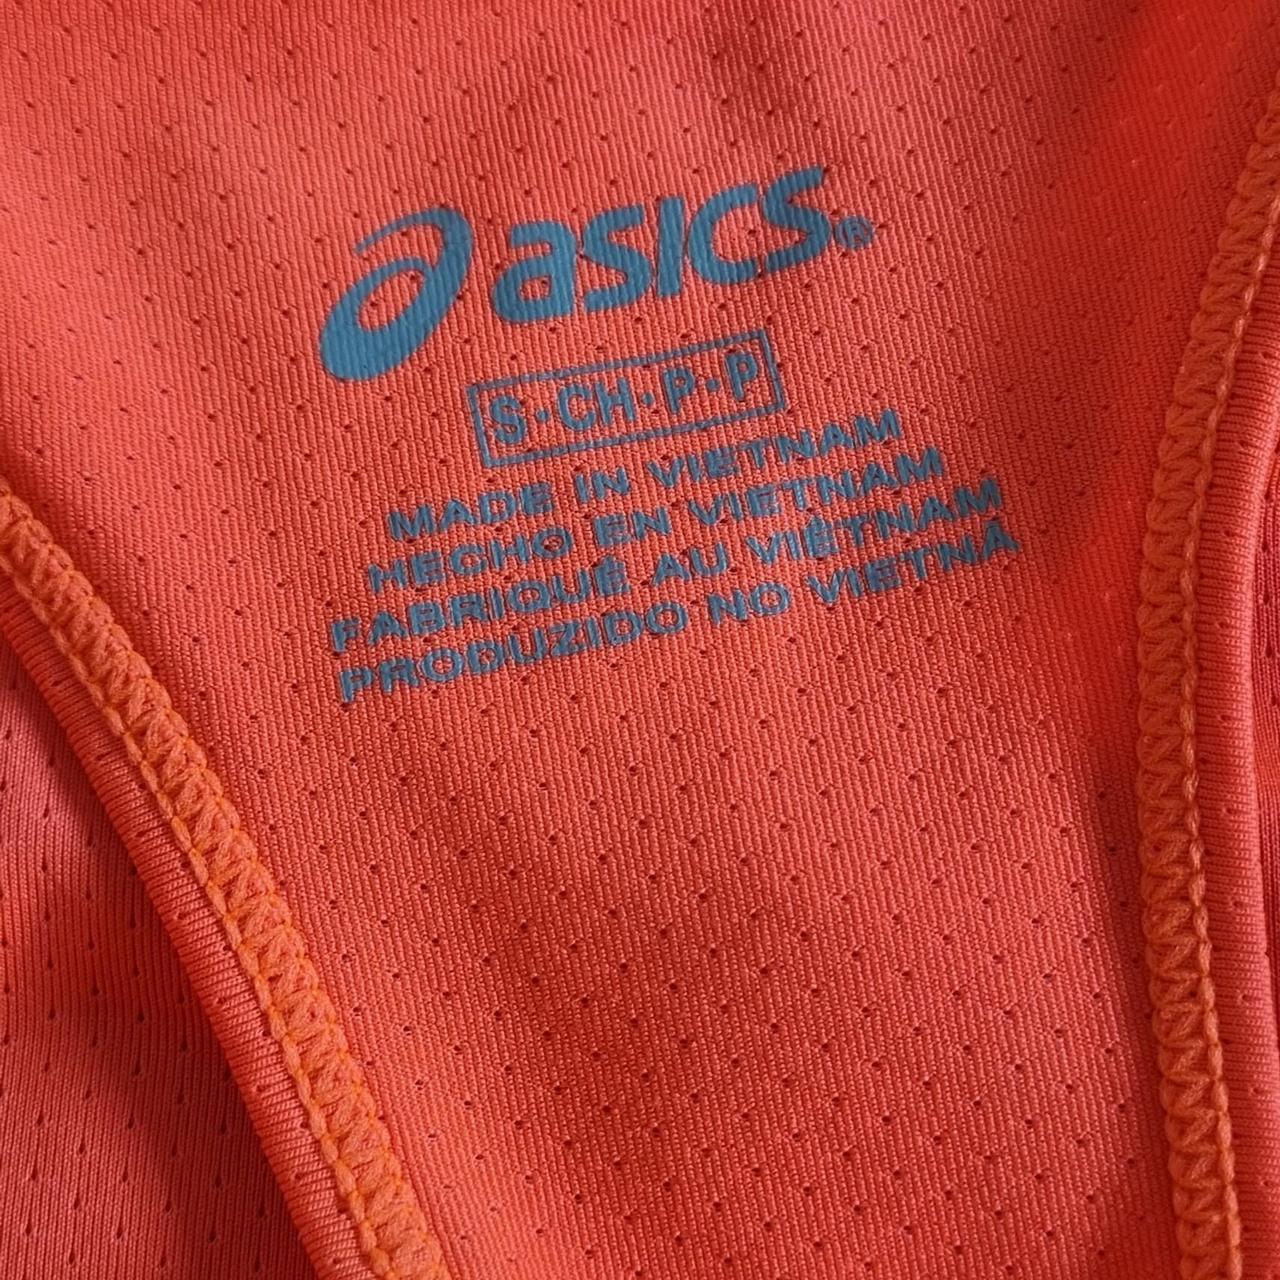 asics®
S·CH·P·P
MADE IN VIETNAM
HECHO EN VIETNAM
FABRIQUÉ AU VIÊTNAM
PRODUZIDO NO VIETNÃ